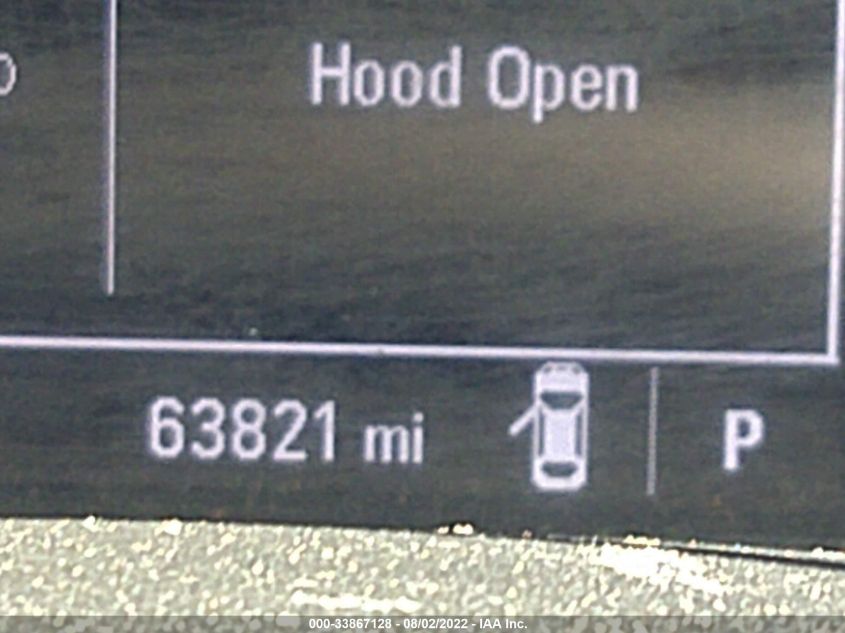 Hood Open
63821 mi P
000-33867128 - 08/02/2022 - IAA Inc.